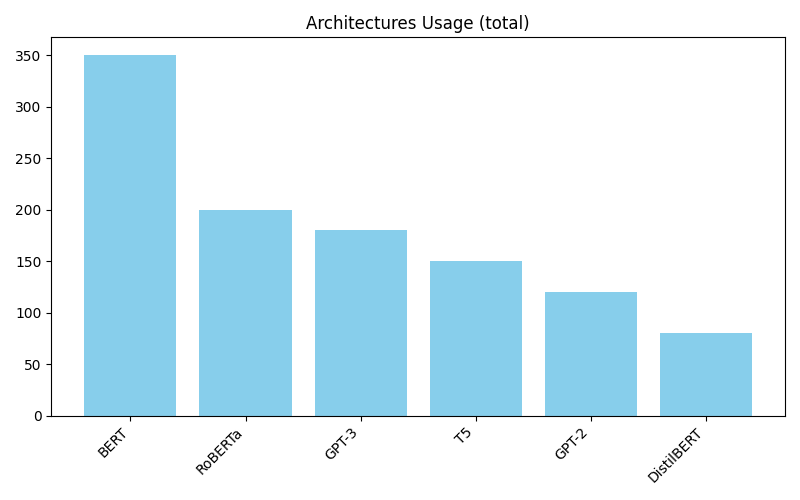 Architectures Usage (total)
350
300
250
200
150
100
50
0
BERT
RoBERTa
GPT-3
T5
GPT-2
DistilBERT